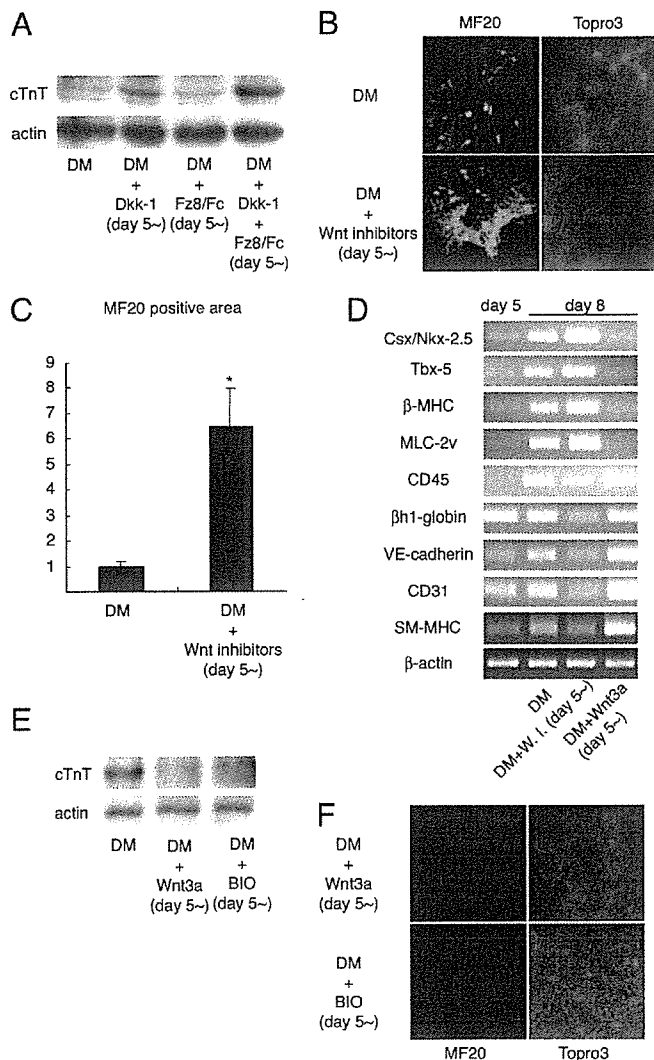 A
cTnT
actin
DM
DM
+
Dkk-1
(day 5~)
DM
+
Fz8/Fc
(day 5~)
DM
+
Dkk-1
+
Fz8/Fc
(day 5~)
B
MF20
Topro3
DM
DM
+
Wnt inhibitors
(day 5~)
C
MF20 positive area
9
8
7
6
5
4
3
2
1
*
DM
DM
+
Wnt inhibitors
(day 5~)
D
day 5
day 8
Csx/Nkx-2.5
Tbx-5
β-MHC
MLC-2v
CD45
βh1-globin
VE-cadherin
CD31
SM-MHC
β-actin
DM
DM+W. I. (day 5~)
DM+Wnt3a
(day 5~)
E
cTnT
actin
DM
DM
+
Wnt3a
(day 5~)
DM
+
BIO
(day 5~)
F
DM
+
Wnt3a
(day 5~)
DM
+
BIO
(day 5~)
MF20
Topro3